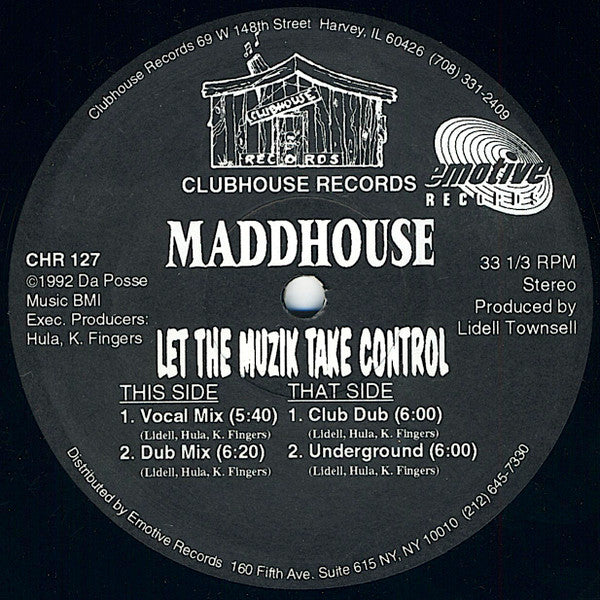 Clubhouse Records 69 W 148th Street Harvey, IL 60426 (708) 331-2409
CLUBHOUSE
RECORDS
CLUBHOUSE RECORDS
emotive
RECORDS
MADDHOUSE
CHR 127
©1992 Da Posse
Music BMI
Exec. Producers:
Hula, K. Fingers
33 1/3 RPM
Stereo
Produced by
Lidell Townsell
LET THE MUZIK TAKE CONTROL
THIS SIDE
1. Vocal Mix (5:40)
(Lidell, Hula, K. Fingers)
2. Dub Mix (6:20)
(Lidell, Hula, K. Fingers)
THAT SIDE
1. Club Dub (6:00)
(Lidell, Hula, K. Fingers)
2. Underground (6:00)
(Lidell, Hula, K. Fingers)
Distributed by Emotive Records 160 Fifth Ave. Suite 615 NY, NY 10010 (212) 645-7330